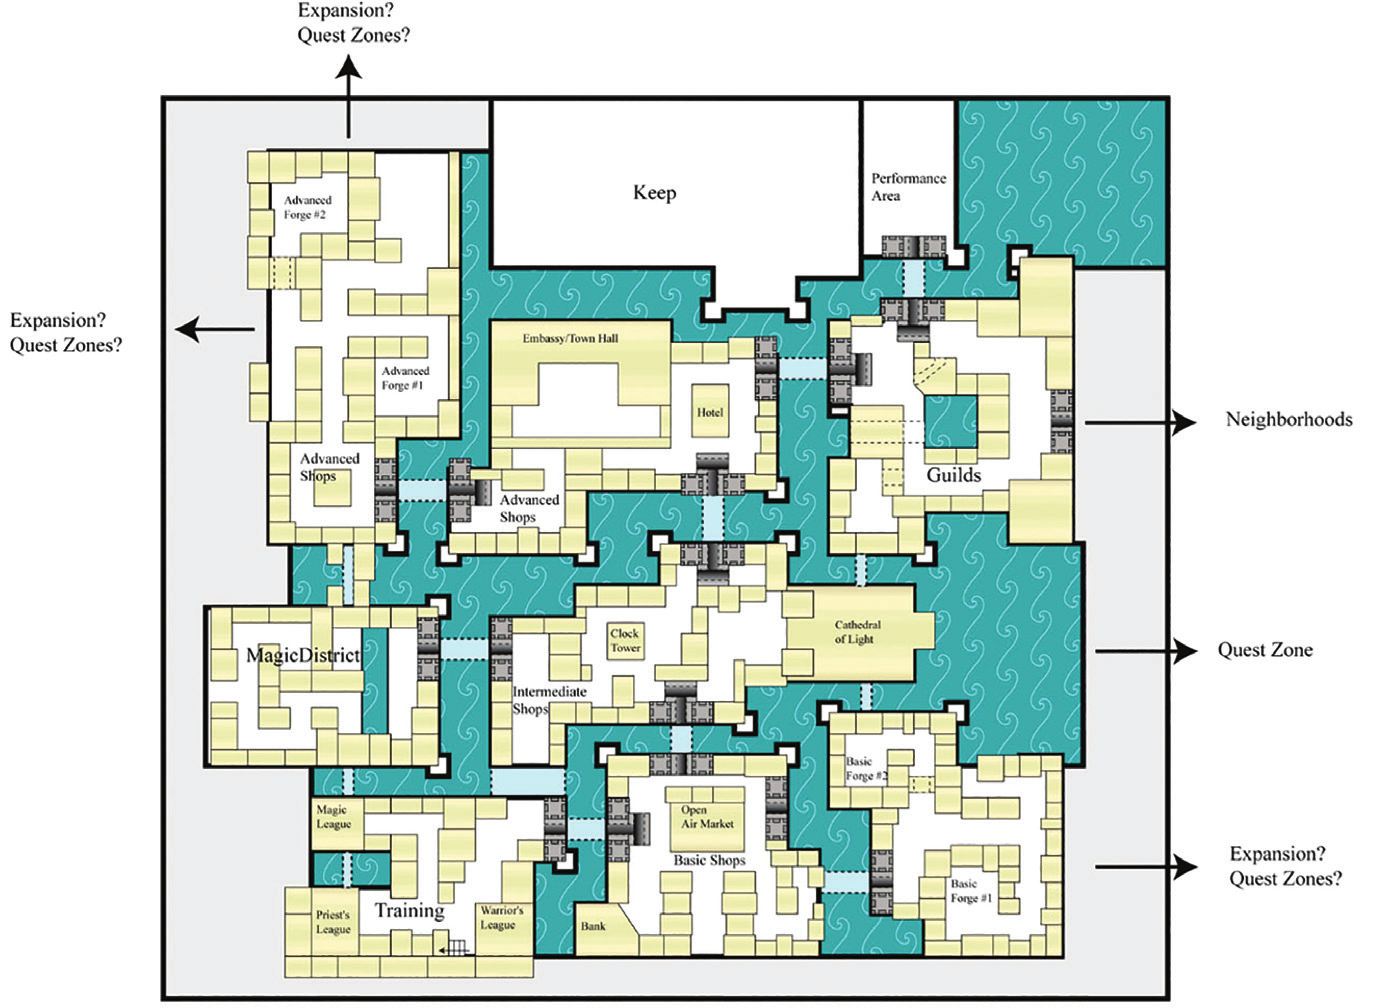 Expansion?
Quest Zones?
Keep
Performance
Area
Advanced
Forge #2
Expansion?
Quest Zones?
Embassy/Town Hall
Advanced
Forge #1
Hotel
Neighborhoods
Advanced
Shops
Guilds
Advanced
Shops
Clock
Tower
Cathedral
of Light
Quest Zone
MagicDistrict
Intermediate
Shops
Basic
Forge #2
Magic
League
Open
Air Market
Basic Shops
Expansion?
Quest Zones?
Basic
Forge #1
Training
Priest's
League
Warrior's
League
Bank